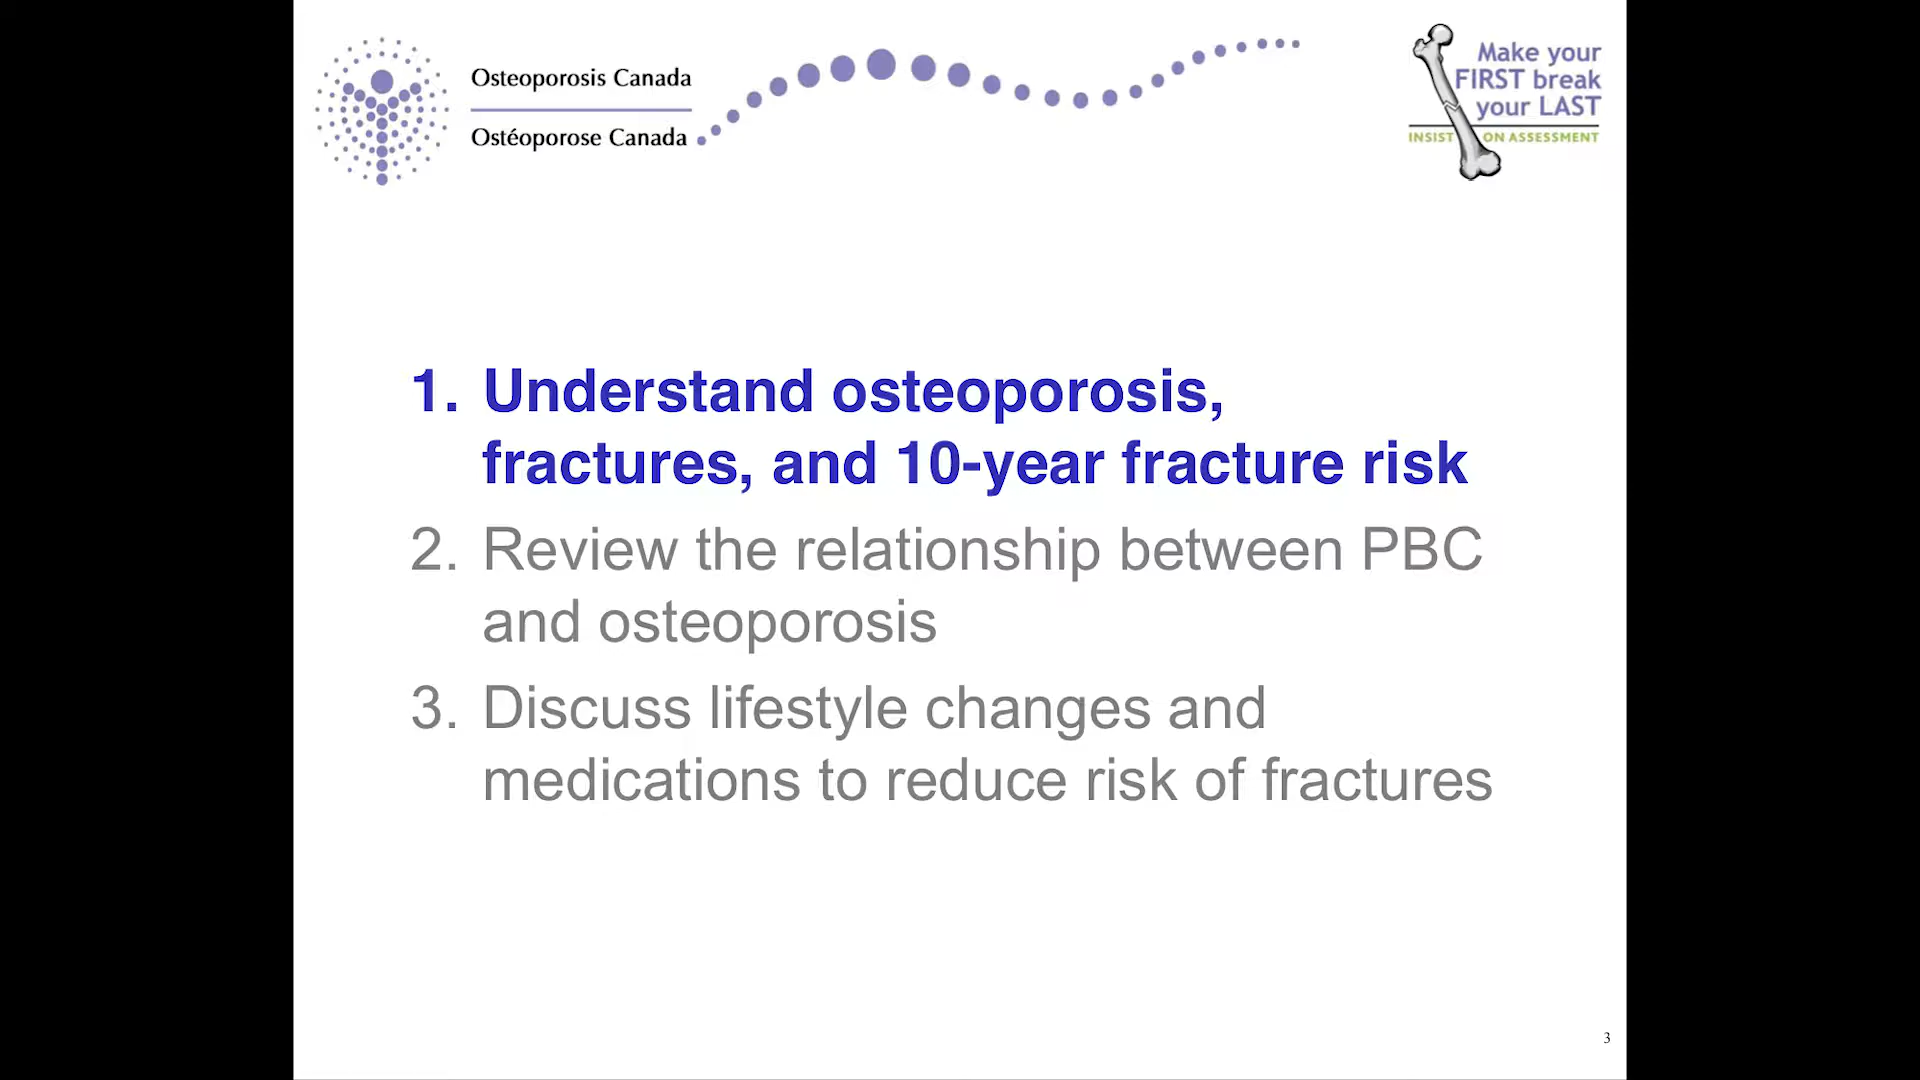 Osteoporosis Canada
Ostéoporose Canada
Make your
FIRST break
your LAST
INSIST ON ASSESSMENT
1. Understand osteoporosis,
fractures, and 10-year fracture risk
2. Review the relationship between PBC
and osteoporosis
3. Discuss lifestyle changes and
medications to reduce risk of fractures
3